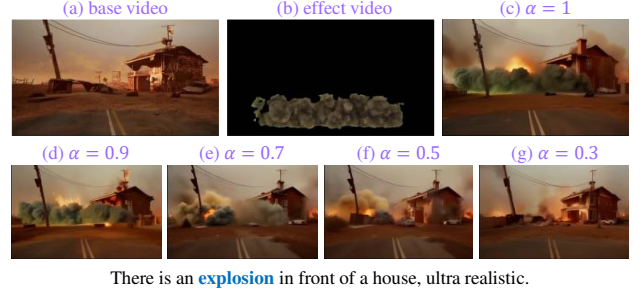 (a) base video (b) effect video (c) α = 1
(d) α = 0.9 (e) α = 0.7 (f) α = 0.5 (g) α = 0.3
There is an explosion in front of a house, ultra realistic.